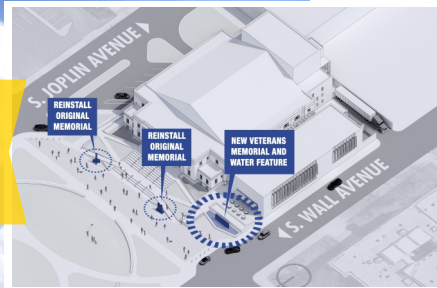 S. JOPLIN AVENUE
REINSTALL
ORIGINAL
MEMORIAL
REINSTALL
ORIGINAL
MEMORIAL
NEW VETERANS
MEMORIAL AND
WATER FEATURE
S. WALL AVENUE